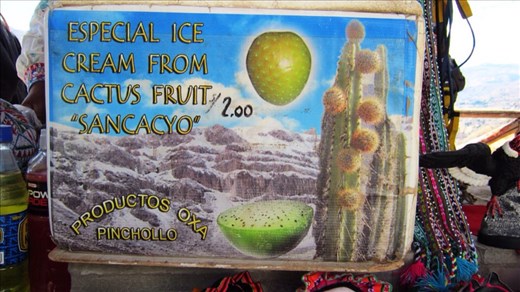 ESPECIAL ICE
CREAM FROM
CACTUS FRUIT
2.00
"SANCACYO"
PRODUCTOS OXA
PINCHOLLO